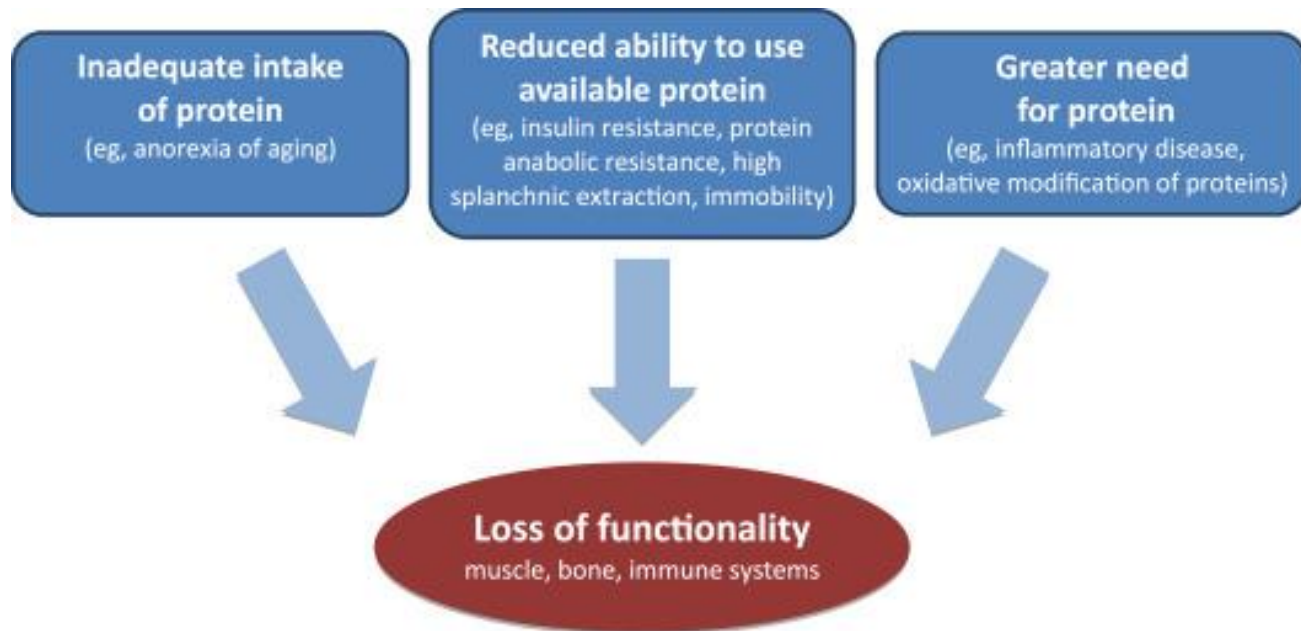 Inadequate intake
of protein
(eg, anorexia of aging)
Reduced ability to use
available protein
(eg, insulin resistance, protein
anabolic resistance, high
splanchnic extraction, immobility)
Greater need
for protein
(eg, inflammatory disease,
oxidative modification of proteins)
Loss of functionality
muscle, bone, immune systems